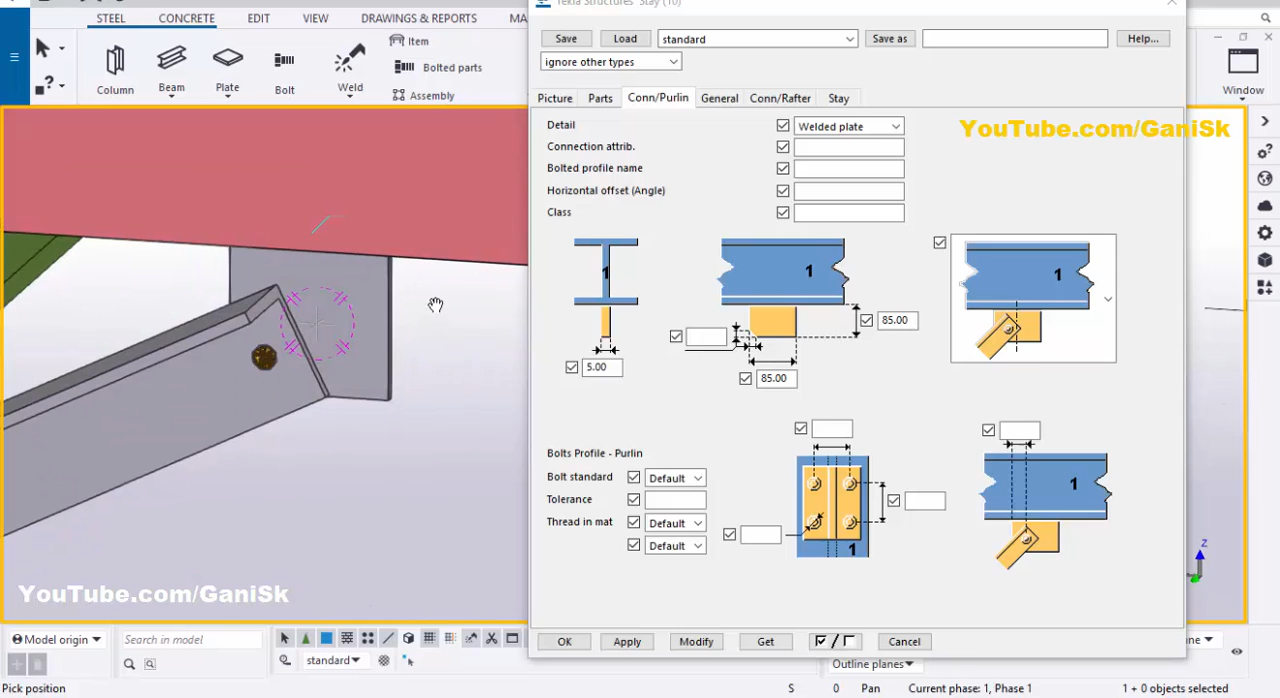 Tekla Structures Stay (10)
STEEL CONCRETE EDIT VIEW DRAWINGS & REPORTS MA
Save Load standard Save as Help...
ignore other types
Item
Bolted parts
Assembly
Column Beam Plate Bolt Weld Window
Picture Parts Conn/Purlin General Conn/Rafter Stay
YouTube.com/GaniSk
Detail Welded plate
Connection attrib.
Bolted profile name
Horizontal offset (Angle)
Class
1 1 1
85.00
5.00 85.00
Bolts Profile - Purlin
Bolt standard Default
Tolerance
Thread in mat Default
Default
1 1
Z
YouTube.com/GaniSk
Model origin Search in model
OK Apply Modify Get Cancel
ne
standard Outline planes
Pick position S 0 Pan Current phase: 1, Phase 1 1 + 0 objects selected